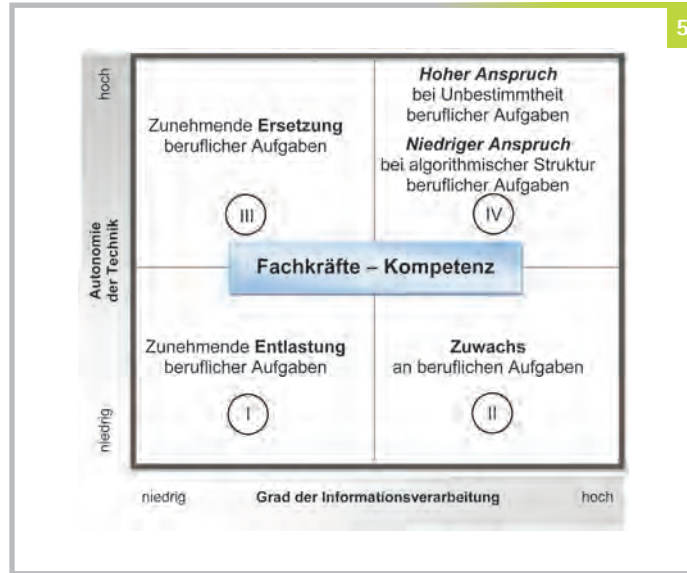 5
hoch
Autonomie
der Technik
niedrig
Zunehmende Ersetzung
beruflicher Aufgaben
III
Hoher Anspruch
bei Unbestimmtheit
beruflicher Aufgaben
Niedriger Anspruch
bei algorithmischer Struktur
beruflicher Aufgaben
IV
Fachkräfte – Kompetenz
Zunehmende Entlastung
beruflicher Aufgaben
I
Zuwachs
an beruflichen Aufgaben
II
niedrig
Grad der Informationsverarbeitung
hoch